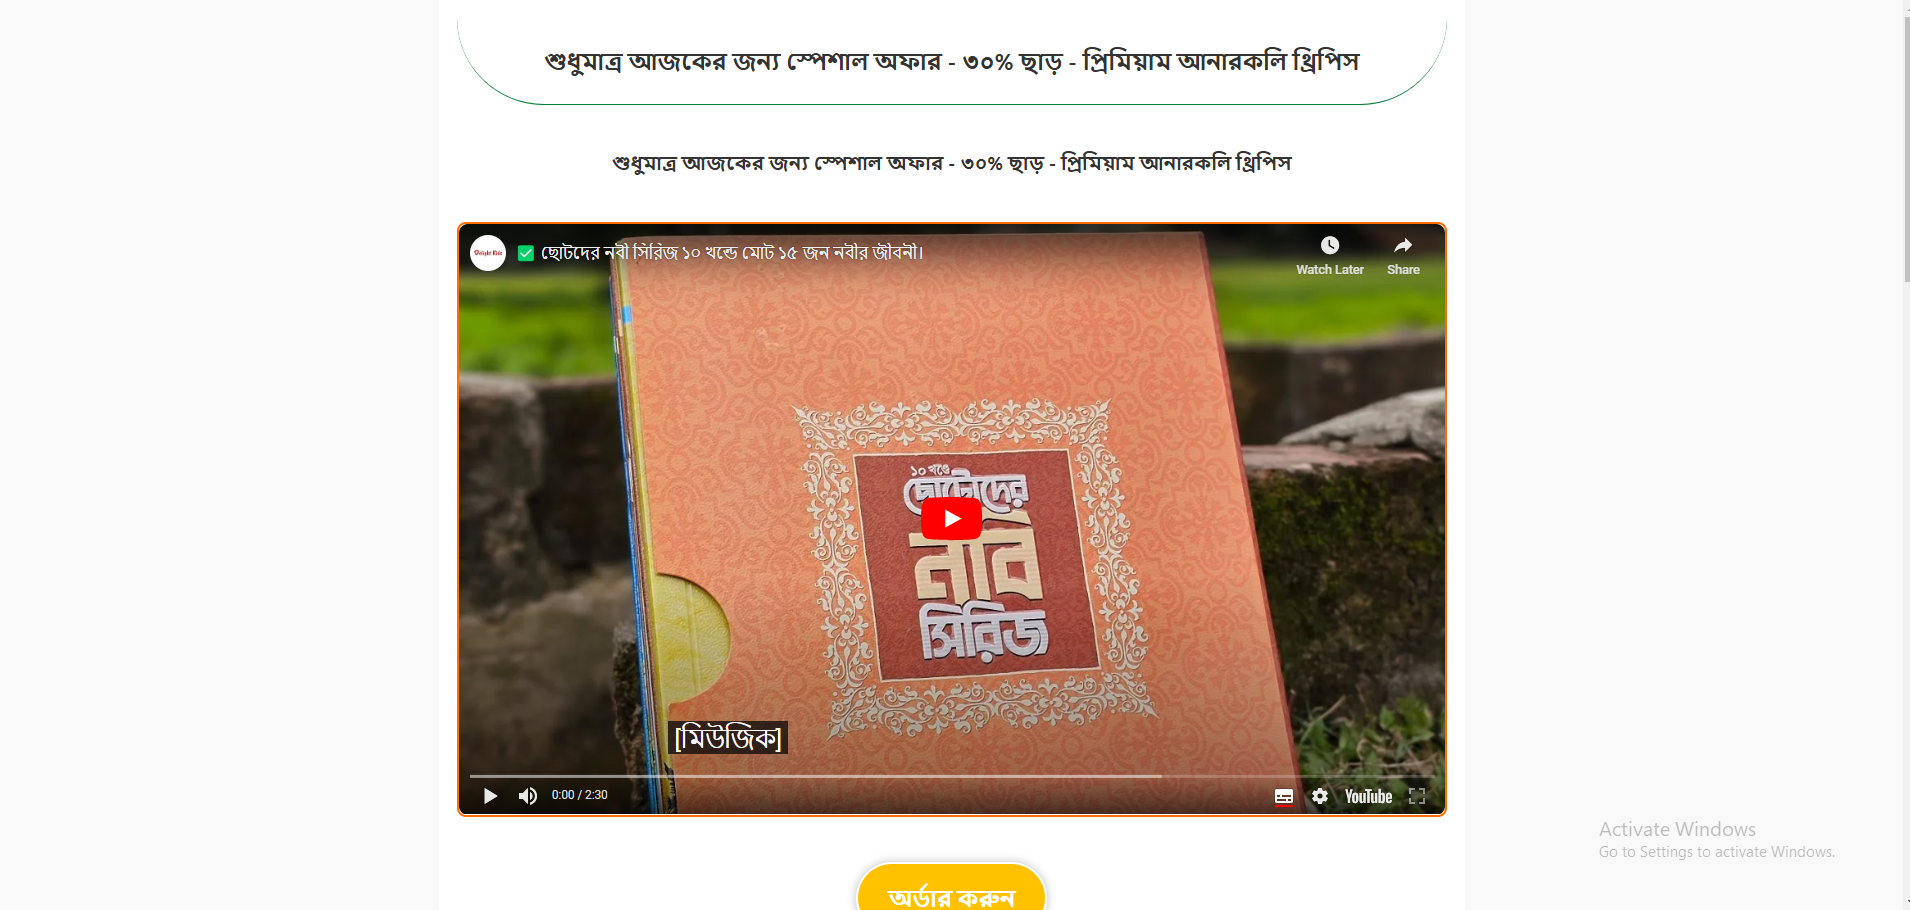 শুধুমাত্র আজকের জন্য স্পেশাল অফার - ৩০% ছাড় - প্রিমিয়াম আনারকলি থ্রিপিস
শুধুমাত্র আজকের জন্য স্পেশাল অফার - ৩০% ছাড় - প্রিমিয়াম আনারকলি থ্রিপিস
✅ ছোটদের নবী সিরিজ ১০ খন্ডে মোট ১৫ জন নবীর জীবনী।
Watch Later
Share
১০ খণ্ডে
ছোটোদের
নবি
সিরিজ
[মিউজিক]
0:00 / 2:30
YouTube
Activate Windows
Go to Settings to activate Windows.
অর্ডার করুন